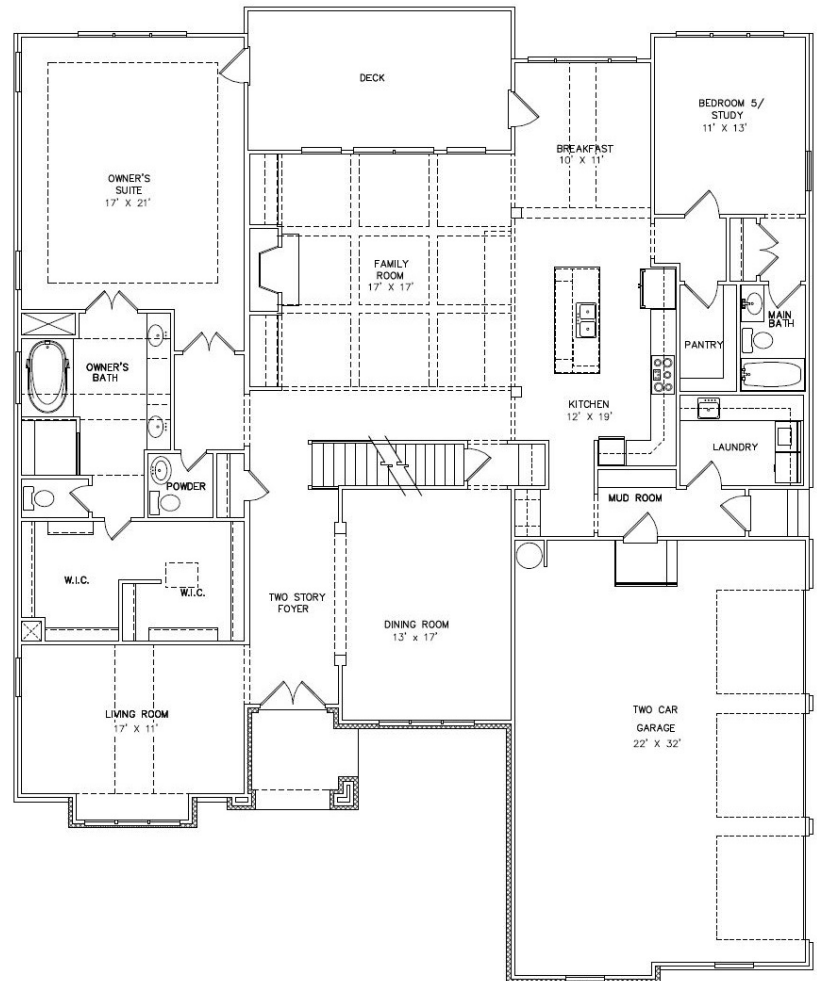 DECK
BEDROOM 5/
STUDY
11' X 13'
BREAKFAST
10' X 11'
OWNER'S
SUITE
17' X 21'
FAMILY
ROOM
17' X 17'
MAIN
BATH
PANTRY
OWNER'S
BATH
KITCHEN
12' X 19'
LAUNDRY
POWDER
MUD ROOM
W.I.C.
W.I.C.
TWO STORY
FOYER
DINING ROOM
13' x 17'
LIVING ROOM
17' X 11'
TWO CAR
GARAGE
22' X 32'